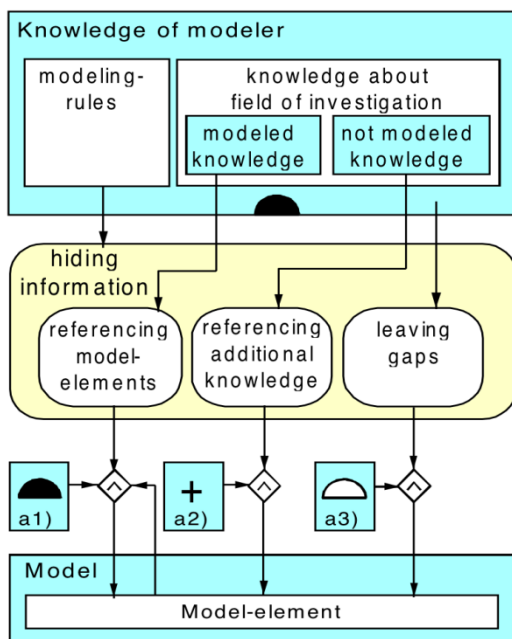 Knowledge of modeler
modeling-
rules
knowledge about
field of investigation
modeled
knowledge
not modeled
knowledge
hiding
information
referencing
model-
elements
referencing
additional
knowledge
leaving
gaps
a1)
+
a2)
a3)
Model
Model-element